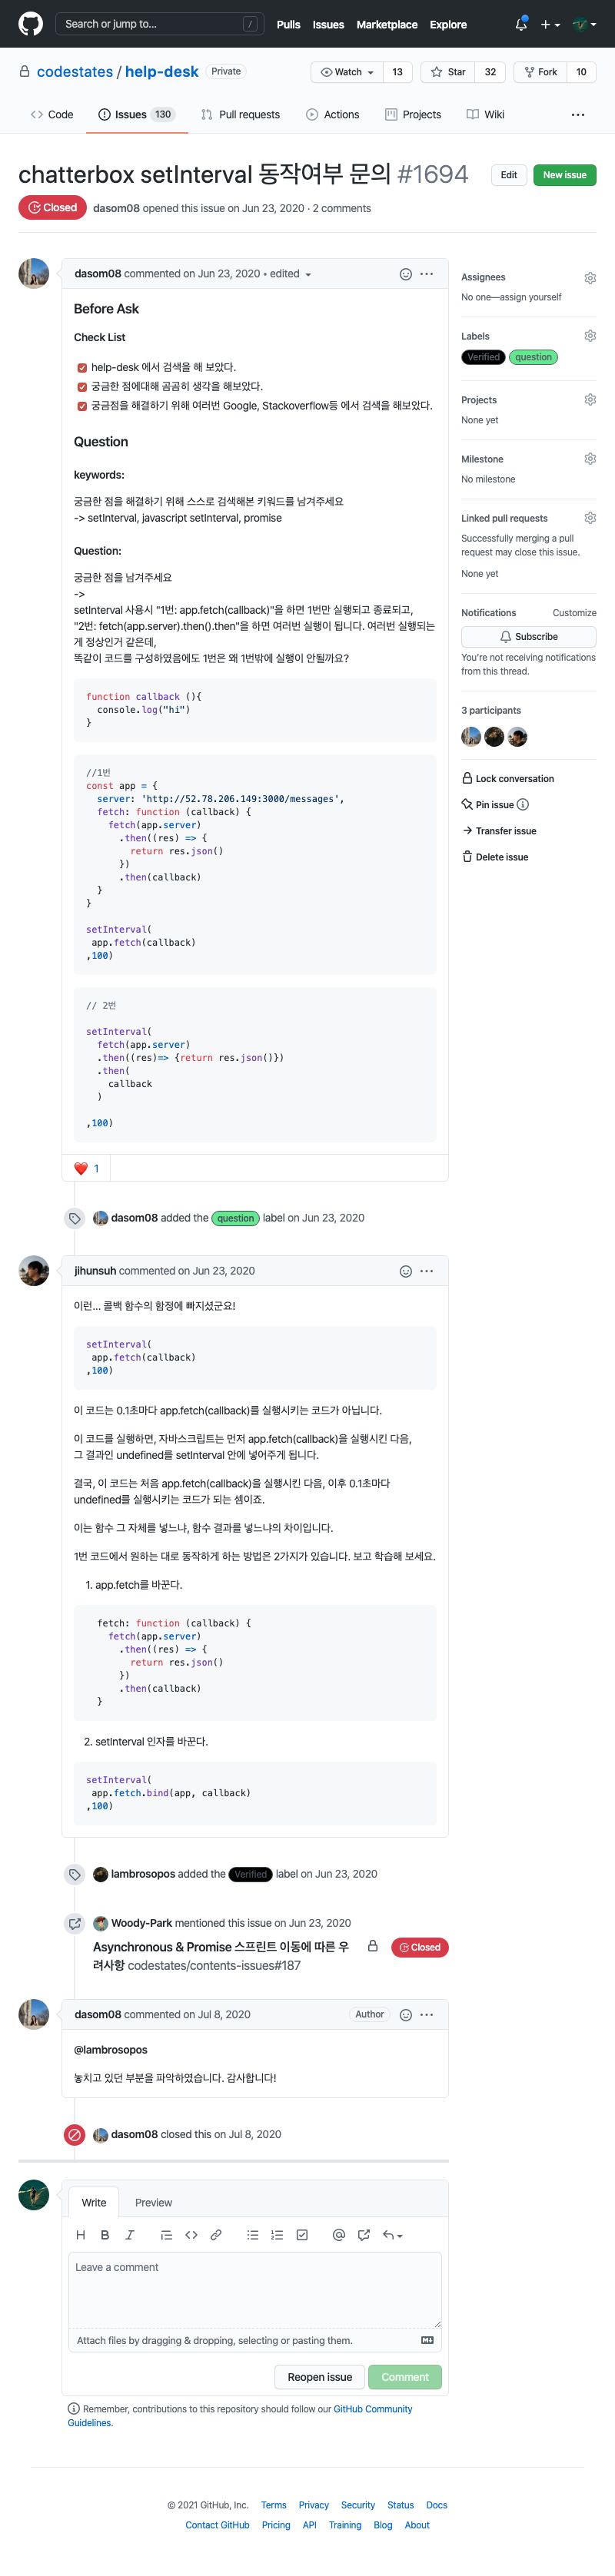 Search or jump to... /
Pulls Issues Marketplace Explore
codestates / help-desk Private
Watch 13 Star 32 Fork 10
Code Issues 130 Pull requests Actions Projects Wiki
chatterbox setInterval 동작여부 문의 #1694
Edit New issue
Closed dasom08 opened this issue on Jun 23, 2020 · 2 comments
dasom08 commented on Jun 23, 2020 • edited
Before Ask
Check List
help-desk 에서 검색을 해 보았다.
궁금한 점에대해 곰곰히 생각을 해보았다.
궁금점을 해결하기 위해 여러번 Google, Stackoverflow등 에서 검색을 해보았다.
Question
keywords:
궁금한 점을 해결하기 위해 스스로 검색해본 키워드를 남겨주세요
-> setInterval, javascript setInterval, promise
Question:
궁금한 점을 남겨주세요
->
setInterval 사용시 "1번: app.fetch(callback)"을 하면 1번만 실행되고 종료되고,
"2번: fetch(app.server).then().then"을 하면 여러번 실행이 됩니다. 여러번 실행되는
게 정상인거 같은데,
똑같이 코드를 구성하였음에도 1번은 왜 1번밖에 실행이 안될까요?
function callback (){
console.log("hi")
}
//1번
const app = {
server: 'http://52.78.206.149:3000/messages',
fetch: function (callback) {
fetch(app.server)
.then((res) => {
return res.json()
})
.then(callback)
}
}
setInterval(
app.fetch(callback)
,100)
// 2번
setInterval(
fetch(app.server)
.then((res)=> {return res.json()})
.then(
callback
)
,100)
❤️ 1
dasom08 added the question label on Jun 23, 2020
jihunsuh commented on Jun 23, 2020
이런... 콜백 함수의 함정에 빠지셨군요!
setInterval(
app.fetch(callback)
,100)
이 코드는 0.1초마다 app.fetch(callback)를 실행시키는 코드가 아닙니다.
이 코드를 실행하면, 자바스크립트는 먼저 app.fetch(callback)을 실행시킨 다음,
그 결과인 undefined를 setInterval 안에 넣어주게 됩니다.
결국, 이 코드는 처음 app.fetch(callback)을 실행시킨 다음, 이후 0.1초마다
undefined를 실행시키는 코드가 되는 셈이죠.
이는 함수 그 자체를 넣느냐, 함수 결과를 넣느냐의 차이입니다.
1번 코드에서 원하는 대로 동작하게 하는 방법은 2가지가 있습니다. 보고 학습해 보세요.
1. app.fetch를 바꾼다.
fetch: function (callback) {
fetch(app.server)
.then((res) => {
return res.json()
})
.then(callback)
}
2. setInterval 인자를 바꾼다.
setInterval(
app.fetch.bind(app, callback)
,100)
lambrosopos added the Verified label on Jun 23, 2020
Woody-Park mentioned this issue on Jun 23, 2020
Asynchronous & Promise 스프린트 이동에 따른 우
려사항 codestates/contents-issues#187
Closed
dasom08 commented on Jul 8, 2020 Author
@lambrosopos
놓치고 있던 부분을 파악하였습니다. 감사합니다!
dasom08 closed this on Jul 8, 2020
Write Preview
Leave a comment
Attach files by dragging & dropping, selecting or pasting them.
Reopen issue Comment
Remember, contributions to this repository should follow our GitHub Community
Guidelines.
Assignees
No one—assign yourself
Labels
Verified question
Projects
None yet
Milestone
No milestone
Linked pull requests
Successfully merging a pull
request may close this issue.
None yet
Notifications Customize
Subscribe
You're not receiving notifications
from this thread.
3 participants
Lock conversation
Pin issue
Transfer issue
Delete issue
© 2021 GitHub, Inc. Terms Privacy Security Status Docs
Contact GitHub Pricing API Training Blog About